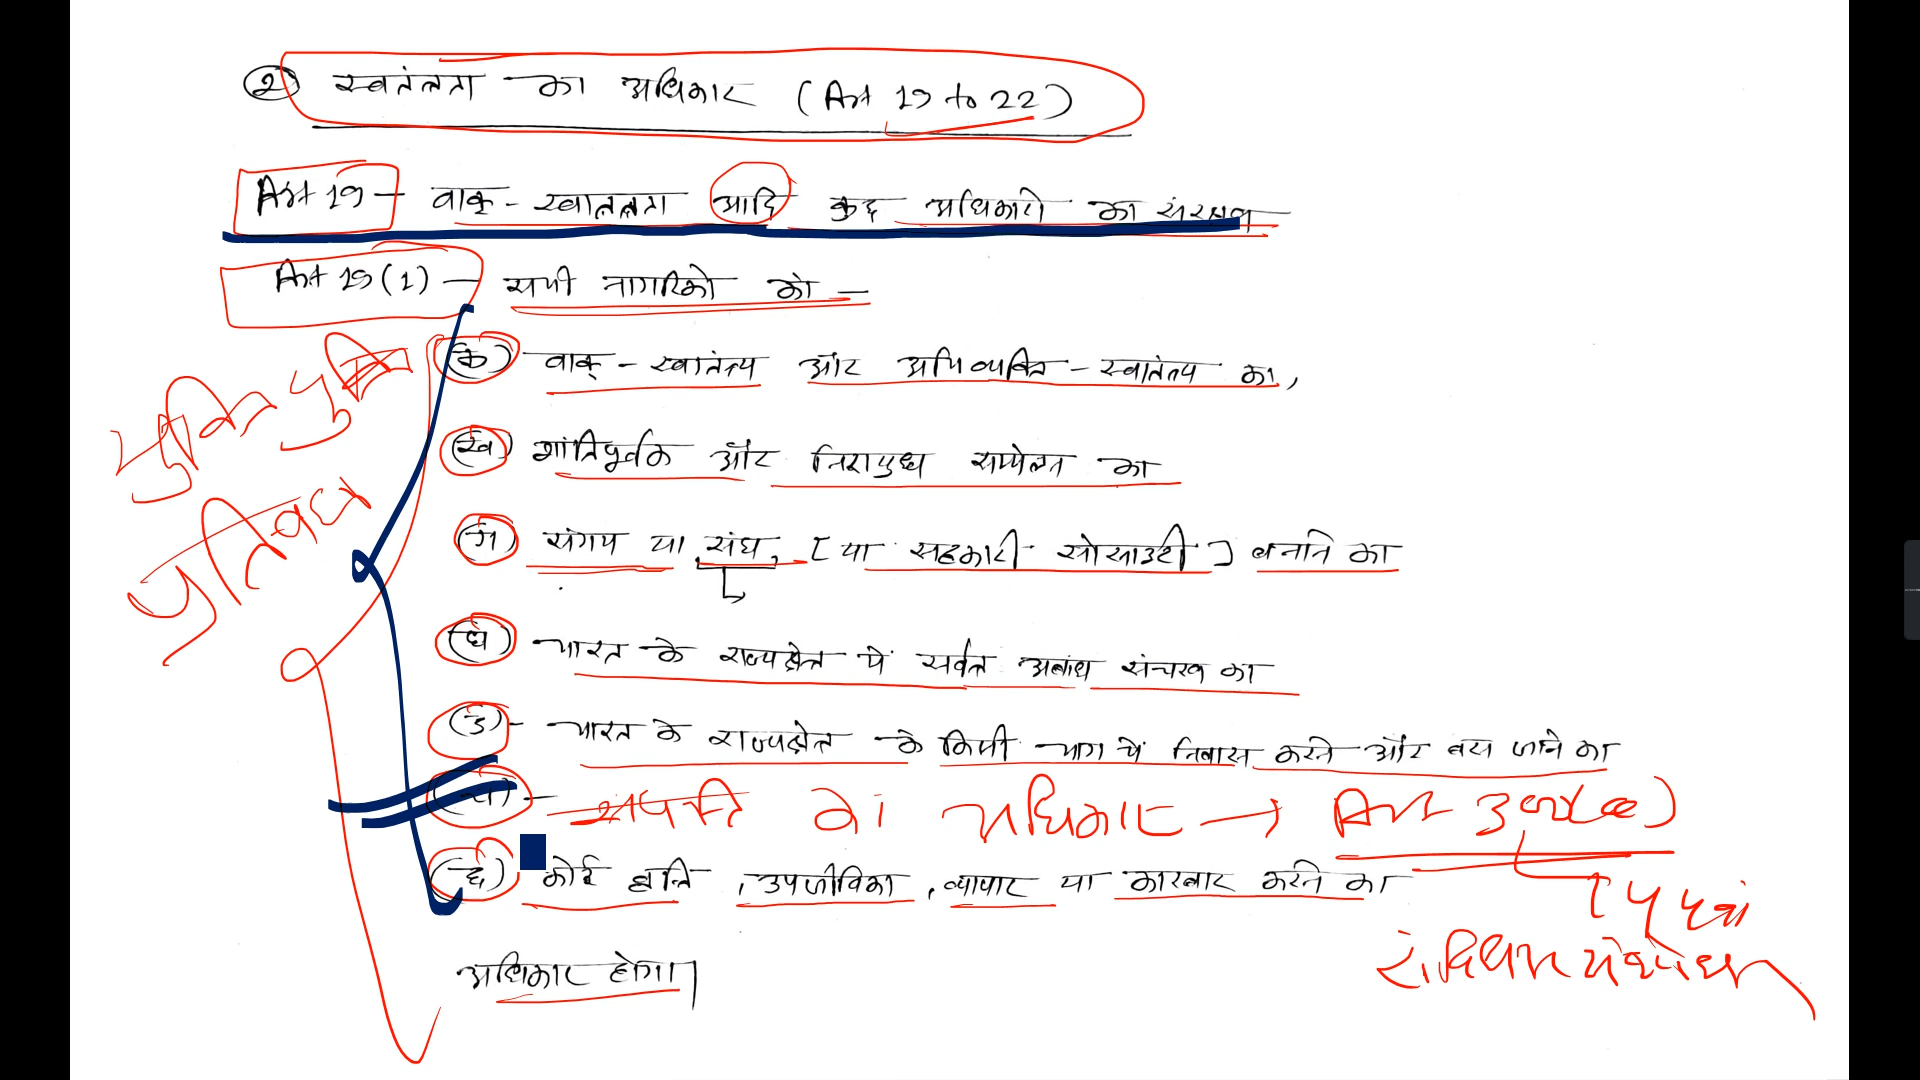 (२) स्वतंत्रता का अधिकार (Art 19 to 22)
Art 19 - वाक्-स्वातंत्र्य आदि कुछ अधिकारों का संरक्षण
Art 19(1) - सभी नागरिकों को -
(क) वाक्-स्वातंत्र्य और अभिव्यक्ति-स्वातंत्र्य का,
(ख) शांतिपूर्वक और निरायुध सम्मेलन का
(ग) संगम या संघ, [या सहकारी सोसाइटी] बनाने का
(घ) भारत के राज्यक्षेत्र में सर्वत्र अबाध संचरण का
(ङ) - भारत के राज्यक्षेत्र के किसी भाग में निवास करने और बस जाने का
(च) - सम्पत्ति का अधिकार → Art 300(क)
(छ) कोई वृत्ति, उपजीविका, व्यापार या कारबार करने का
अधिकार होगा।
युक्ति युक्त
प्रतिबंध
संविधान संशोधन